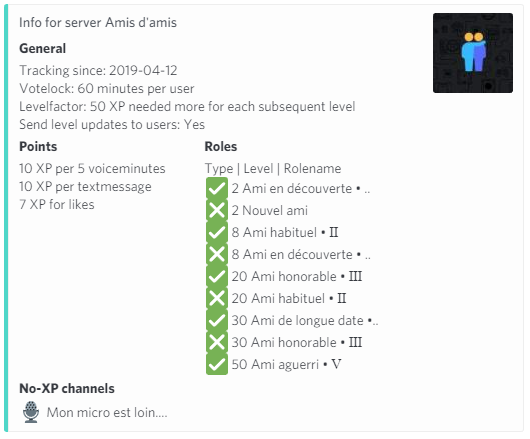 Info for server Amis d'amis
General
Tracking since: 2019-04-12
Votelock: 60 minutes per user
Levelfactor: 50 XP needed more for each subsequent level
Send level updates to users: Yes
Points
10 XP per 5 voiceminutes
10 XP per textmessage
7 XP for likes
Roles
Type | Level | Rolename
✅ 2 Ami en découverte • ..
❎ 2 Nouvel ami
✅ 8 Ami habituel • II
❎ 8 Ami en découverte • ..
✅ 20 Ami honorable • III
❎ 20 Ami habituel • II
✅ 30 Ami de longue date •..
❎ 30 Ami honorable • III
✅ 50 Ami aguerri • V
No-XP channels
Mon micro est loin....